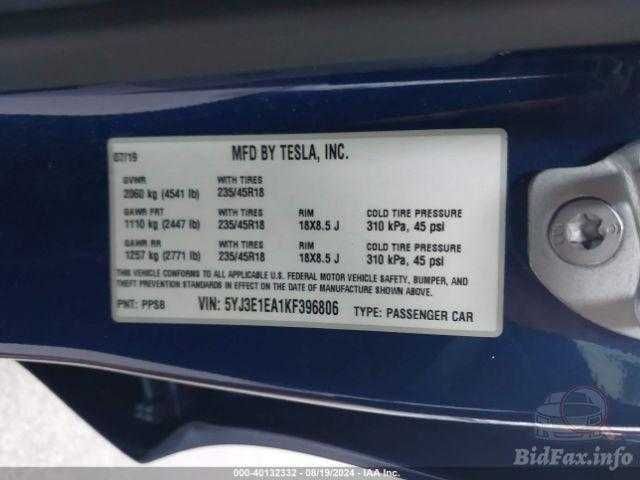 07/19 MFD BY TESLA, INC.
GVWR WITH TIRES
2060 kg (4541 lb) 235/45R18
GAWR FRT WITH TIRES RIM COLD TIRE PRESSURE
1110 kg (2447 lb) 235/45R18 18X8.5 J 310 kPa, 45 psi
GAWR RR WITH TIRES RIM COLD TIRE PRESSURE
1257 kg (2771 lb) 235/45R18 18X8.5 J 310 kPa, 45 psi
THIS VEHICLE CONFORMS TO ALL APPLICABLE U.S. FEDERAL MOTOR VEHICLE SAFETY, BUMPER, AND
THEFT PREVENTION STANDARDS IN EFFECT ON THE DATE OF MANUFACTURE SHOWN ABOVE.
PNT: PPSB VIN: 5YJ3E1EA1KF396806 TYPE: PASSENGER CAR
BidFax.info
000-40132332 - 08/19/2024 - IAA Inc.